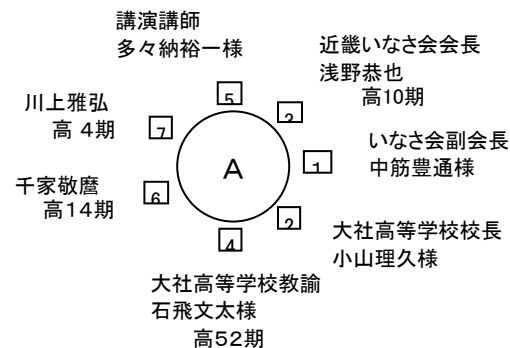 講演講師
多々納裕一様
近畿いなさ会会長
浅野恭也
高10期
川上雅弘
高 4期
いなさ会副会長
中筋豊通様
千家敬麿
高14期
大社高等学校校長
小山理久様
大社高等学校教諭
石飛文太様
高52期
A
5
3
7
1
6
2
4